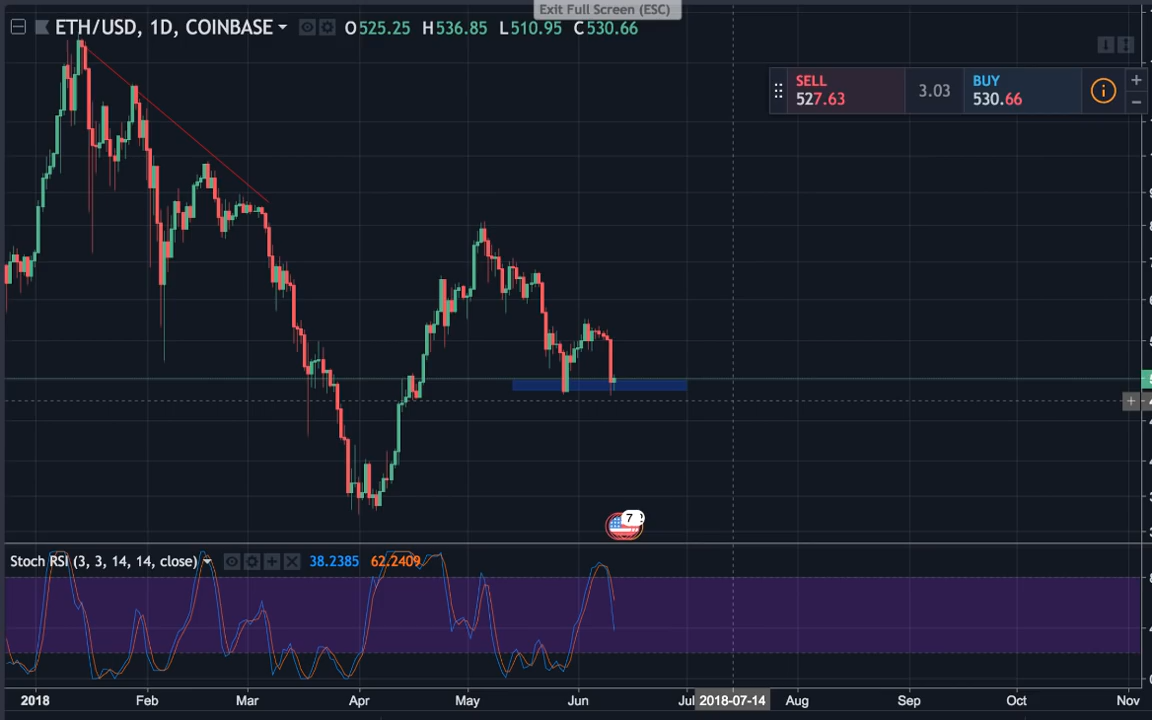 Exit Full Screen (ESC)
ETH/USD, 1D, COINBASE O525.25 H536.85 L510.95 C530.66
SELL
527.63
3.03
BUY
530.66
7
Stoch RSI (3, 3, 14, 14, close) 38.2385 62.2409
2018 Feb Mar Apr May Jun Jul 2018-07-14 Aug Sep Oct Nov